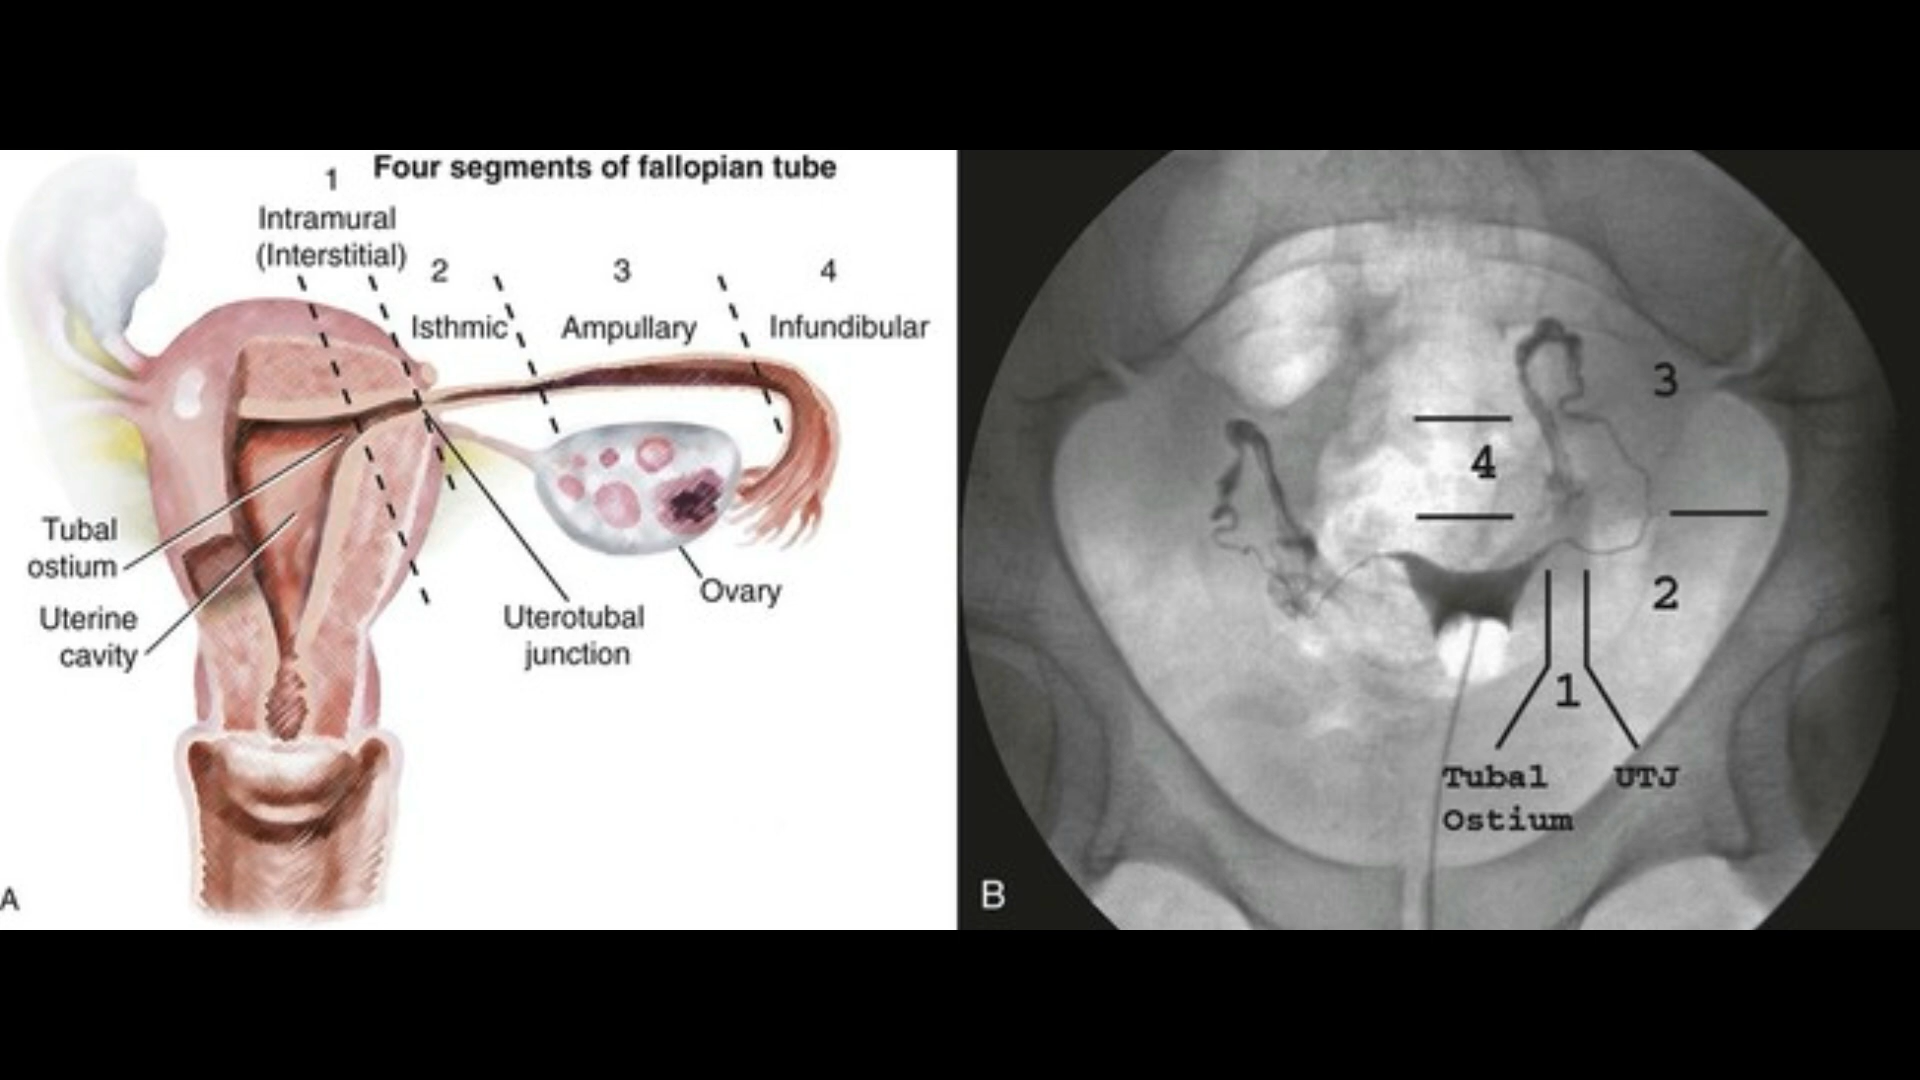 Four segments of fallopian tube
1
Intramural
(Interstitial)
2
Isthmic
3
Ampullary
4
Infundibular
Tubal
ostium
Uterine
cavity
Uterotubal
junction
Ovary
A
3
4
2
1
Tubal
Ostium
UTJ
B